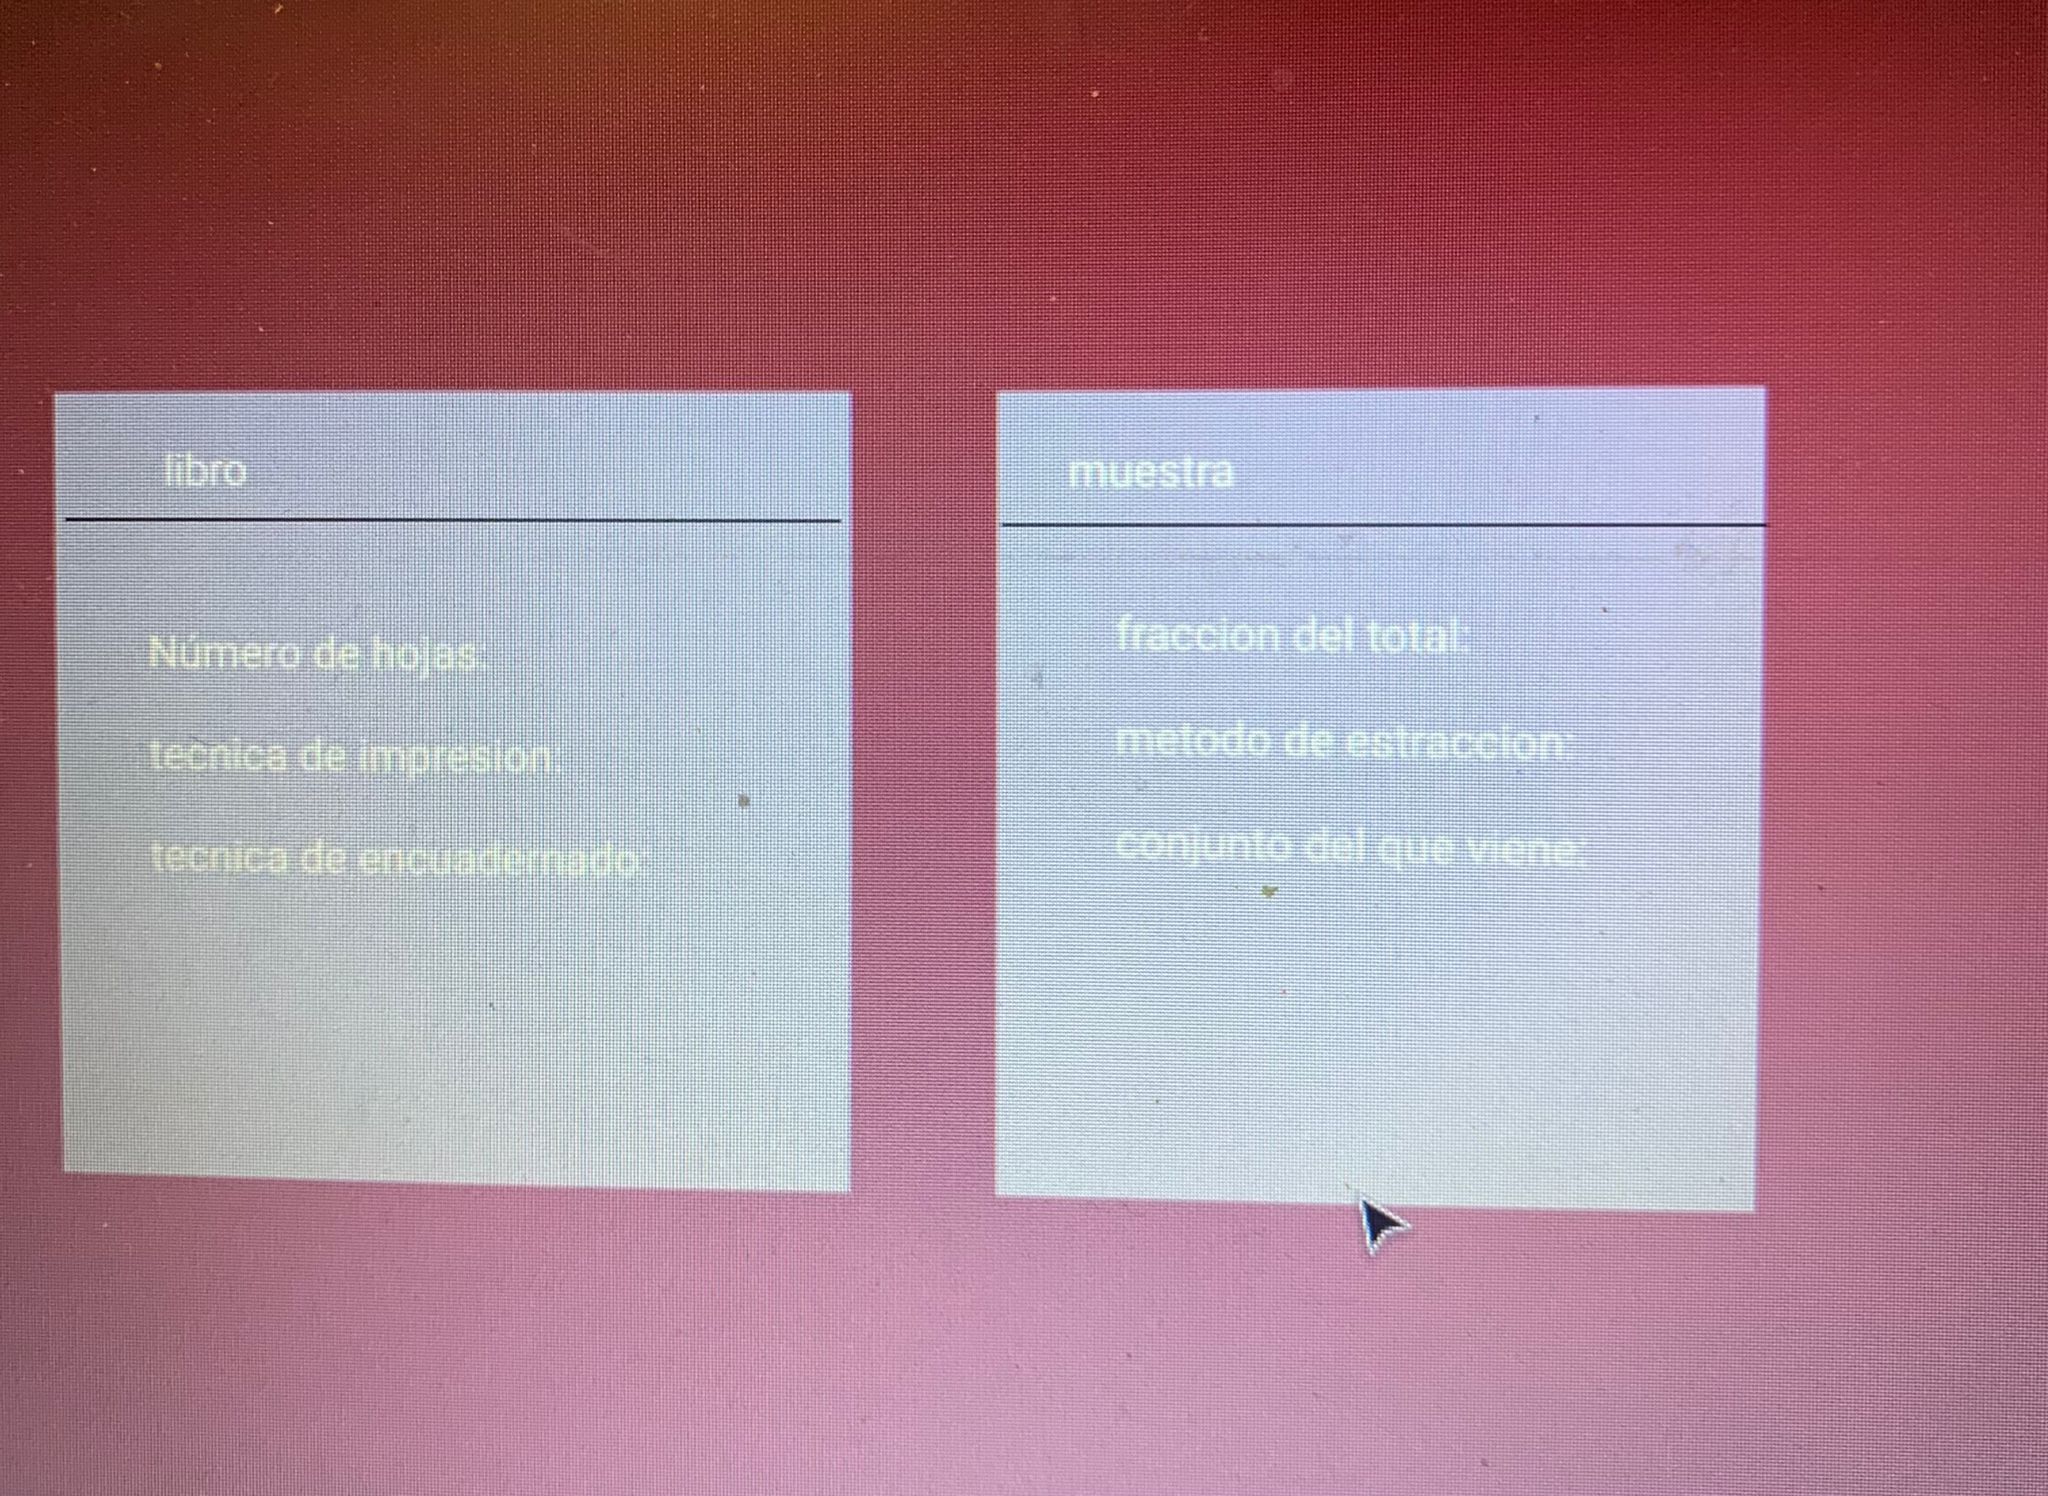 libro
Número de hojas:
tecnica de impresion:
tecnica de encuadernado:
muestra
fraccion del total:
metodo de estraccion:
conjunto del que viene: